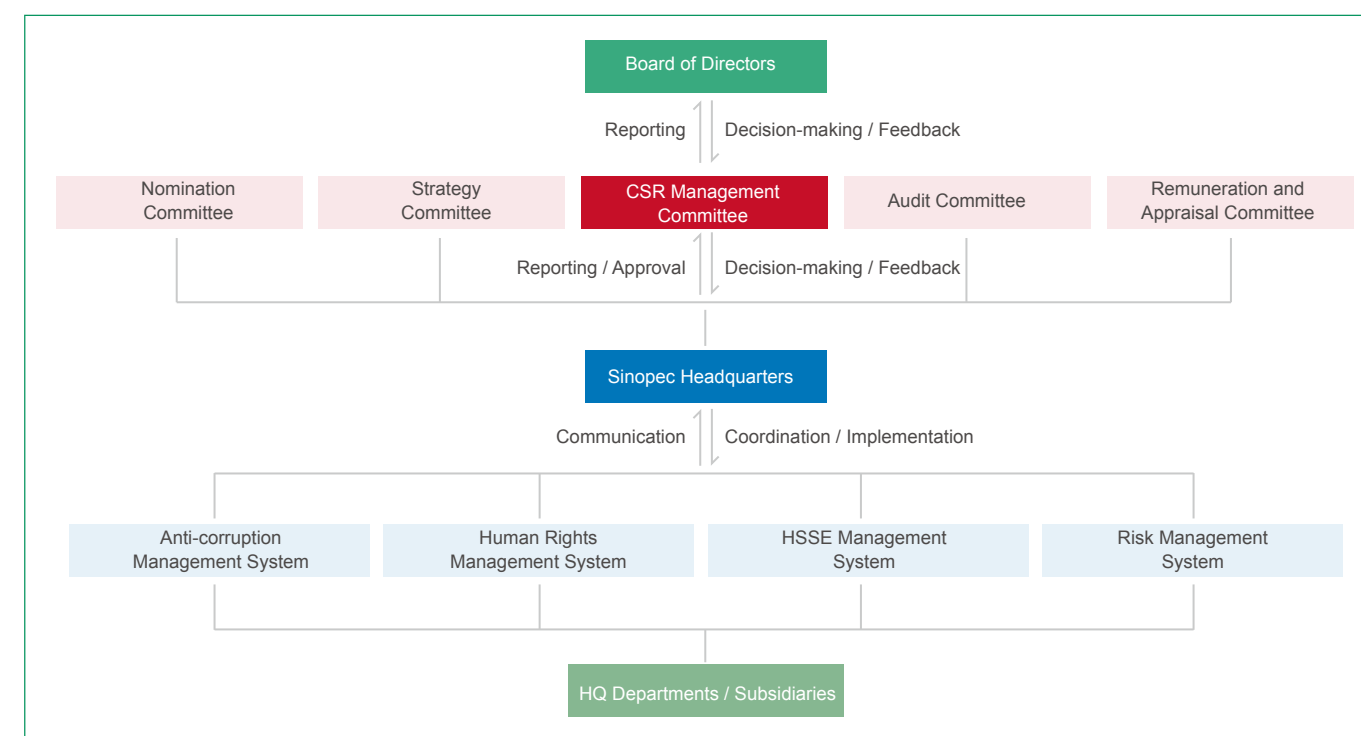 Board of Directors
Reporting
Decision-making / Feedback
Nomination
Committee
Strategy
Committee
CSR Management
Committee
Audit Committee
Remuneration and
Appraisal Committee
Reporting / Approval
Decision-making / Feedback
Sinopec Headquarters
Communication
Coordination / Implementation
Anti-corruption
Management System
Human Rights
Management System
HSSE Management
System
Risk Management
System
HQ Departments / Subsidiaries